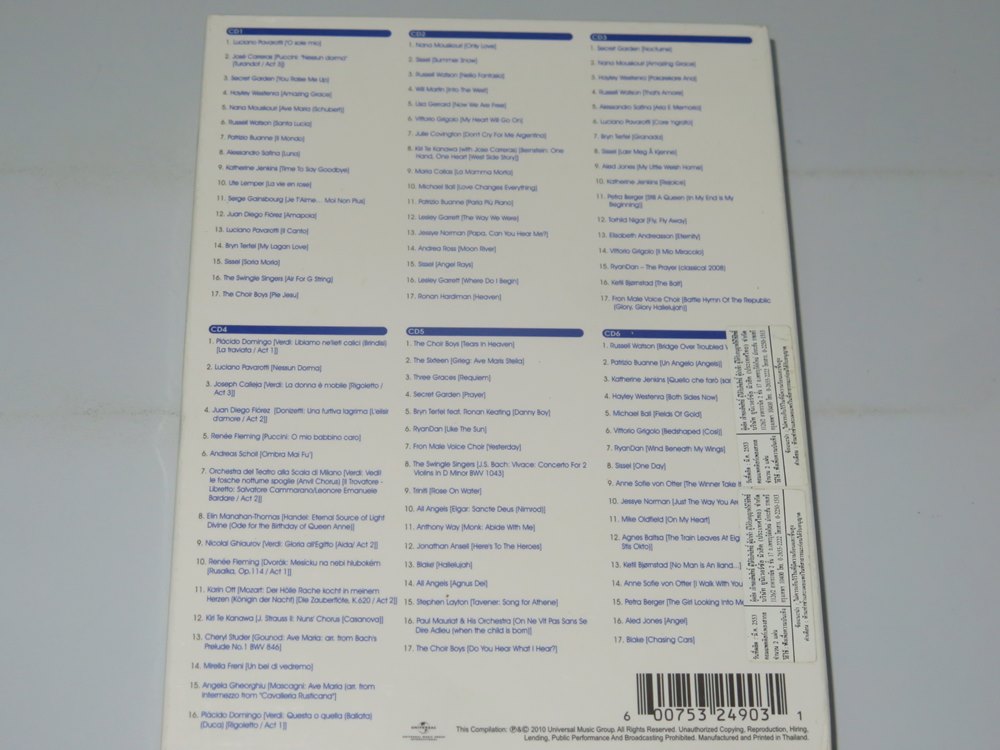 CD1
1. Luciano Pavarotti ['O sole mio]
2. José Carreras [Puccini: "Nessun dorma"
(Turandot / Act 3)]
3. Secret Garden [You Raise Me Up]
4. Hayley Westenra [Amazing Grace]
5. Nana Mouskouri [Ave Maria (Schubert)]
6. Russell Watson [Santa Lucia]
7. Patrizio Buanne [Il Mondo]
8. Alessandro Safina [Luna]
9. Katherine Jenkins [Time To Say Goodbye]
10. Ute Lemper [La vie en rose]
11. Serge Gainsbourg [Je T'Aime... Moi Non Plus]
12. Juan Diego Flórez [Amapola]
13. Luciano Pavarotti [Il Canto]
14. Bryn Terfel [My Lagan Love]
15. Sissel [Soria Moria]
16. The Swingle Singers [Air For G String]
17. The Choir Boys [Pie Jesu]
CD2
1. Nana Mouskouri [Only Love]
2. Sissel [Summer Snow]
3. Russell Watson [Nella Fantasia]
4. Will Martin [Into The West]
5. Lisa Gerrard [Now We Are Free]
6. Vittorio Grigolo [My Heart Will Go On]
7. Julie Covington [Don't Cry For Me Argentina]
8. Kiri Te Kanawa (with Jose Carreras) [Bernstein: One
Hand, One Heart (West Side Story)]
9. Maria Callas [La Mamma Morta]
10. Michael Ball [Love Changes Everything]
11. Patrizio Buanne [Parla Più Piano]
12. Lesley Garrett [The Way We Were]
13. Jessye Norman [Papa, Can You Hear Me?]
14. Andrea Ross [Moon River]
15. Sissel [Angel Rays]
16. Lesley Garrett [Where Do I Begin]
17. Ronan Hardiman [Heaven]
CD3
1. Secret Garden [Nocturne]
2. Nana Mouskouri [Amazing Grace]
3. Hayley Westenra [Pokarekare Ana]
4. Russell Watson [That's Amore]
5. Alessandro Safina [Aria E Memoria]
6. Luciano Pavarotti [Core 'ngrato]
7. Bryn Terfel [Granada]
8. Sissel [Lær Meg Å Kjenne]
9. Aled Jones [My Little Welsh Home]
10. Katherine Jenkins [Rejoice]
11. Petra Berger [Still A Queen (In My End Is My
Beginning)]
12. Torhild Nigar [Fly, Fly Away]
13. Elisabeth Andreasson [Eternity]
14. Vittorio Grigolo [Il Mio Miracolo]
15. RyanDan – The Prayer (classical 2008)
16. Ketil Bjørnstad [The Bat]
17. Fron Male Voice Choir [Battle Hymn Of The Republic
(Glory, Glory Hallelujah)]
CD4
1. Plácido Domingo [Verdi: Libiamo ne'lieti calici (Brindisi)
[La traviata / Act 1]]
2. Luciano Pavarotti [Nessun Dorma]
3. Joseph Calleja [Verdi: La donna è mobile (Rigoletto /
Act 3)]
4. Juan Diego Flórez [Donizetti: Una furtiva lagrima [L'elisir
d'amore / Act 2]]
5. Renée Fleming [Puccini: O mio babbino caro]
6. Andreas Scholl [Ombra Mai Fu']
7. Orchestra del Teatro alla Scala di Milano [Verdi: Vedi!
le fosche notturne spoglie (Anvil Chorus) [Il Trovatore -
Libretto: Salvatore Cammarano/Leonore Emanuele
Bardare / Act 2]]
8. Elin Manahan-Thomas [Handel: Eternal Source of Light
Divine (Ode for the Birthday of Queen Anne)]
9. Nicolai Ghiaurov [Verdi: Gloria all'Egitto [Aida/ Act 2]]
10. Renée Fleming [Dvorák: Mesicku na nebi hlubokém
[Rusalka, Op.114 / Act 1]]
11. Karin Ott [Mozart: Der Hölle Rache kocht in meinem
Herzen (Königin der Nacht) [Die Zauberflöte, K.620 / Act 2]]
12. Kiri Te Kanawa [J. Strauss II: Nuns' Chorus [Casanova]]
13. Cheryl Studer [Gounod: Ave Maria: arr. from Bach's
Prelude No.1 BWV 846]
14. Mirella Freni [Un bel di vedremo]
15. Angela Gheorghiu [Mascagni: Ave Maria (arr. from
Intermezzo from "Cavalleria Rusticana"]
16. Plácido Domingo [Verdi: Questa o quella (Ballata)
(Duca) [Rigoletto / Act 1]]
CD5
1. The Choir Boys [Tears In Heaven]
2. The Sixteen [Grieg: Ave Maris Stella]
3. Three Graces [Requiem]
4. Secret Garden [Prayer]
5. Bryn Terfel feat. Ronan Keating [Danny Boy]
6. RyanDan [Like The Sun]
7. Fron Male Voice Choir [Yesterday]
8. The Swingle Singers [J.S. Bach: Vivace: Concerto For 2
Violins In D Minor BWV 1043]
9. Triniti [Rose On Water]
10. All Angels [Elgar: Sancte Deus (Nimrod)]
11. Anthony Way [Monk: Abide With Me]
12. Jonathan Ansell [Here's To The Heroes]
13. Blake [Hallelujah]
14. All Angels [Agnus Dei]
15. Stephen Layton [Tavener: Song for Athene]
16. Paul Mauriat & His Orchestra [On Ne Vit Pas Sans Se
Dire Adieu (when the child is born)]
17. The Choir Boys [Do You Hear What I Hear?]
CD6
1. Russell Watson [Bridge Over Troubled
2. Patrizio Buanne [Un Angelo (Angels)]
3. Katherine Jenkins [Quello che farò (sa
4. Hayley Westenra [Both Sides Now]
5. Michael Ball [Fields Of Gold]
6. Vittorio Grigolo [Bedshaped (Cosi)]
7. RyanDan [Wind Beneath My Wings]
8. Sissel [One Day]
9. Anne Sofie von Otter [The Winner Take
10. Jessye Norman [Just The Way You Ar
11. Mike Oldfield [On My Heart]
12. Agnes Baltsa [The Train Leaves At Eig
Stis Okto)]
13. Ketil Bjørnstad [No Man Is An Iland...]
14. Anne Sofie von Otter [I Walk With You
15. Petra Berger [The Girl Looking Into Me
16. Aled Jones [Angel]
17. Blake [Chasing Cars]
6 00753 24903 1
UNIVERSAL
UNIVERSAL MUSIC GROUP
This Compilation: ℗&© 2010 Universal Music Group. All Rights Reserved. Unauthorized Copying, Reproduction, Hiring,
Lending, Public Performance And Broadcasting Prohibited. Manufactured and Printed in Thailand.